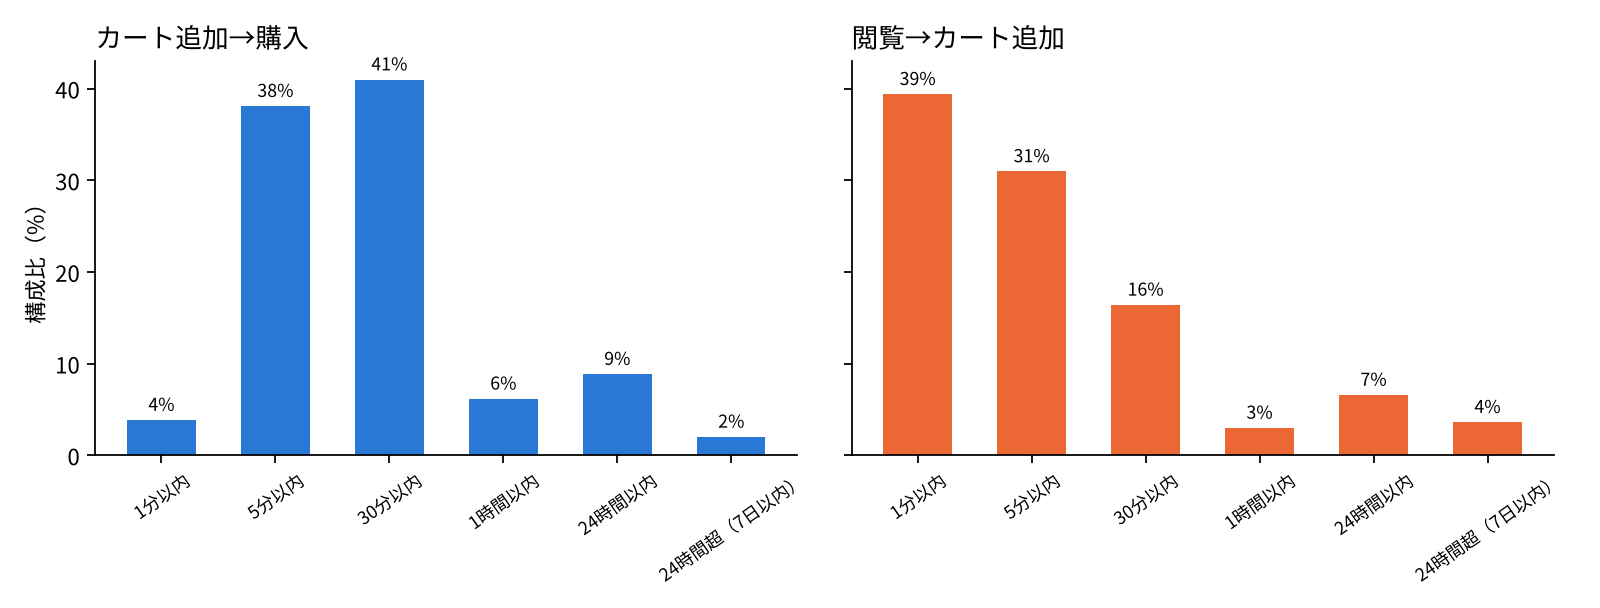 カート追加→購入
構成比（%）
40
30
20
10
0
4%
38%
41%
6%
9%
2%
1分以内
5分以内
30分以内
1時間以内
24時間以内
24時間超（7日以内）
閲覧→カート追加
39%
31%
16%
3%
7%
4%
1分以内
5分以内
30分以内
1時間以内
24時間以内
24時間超（7日以内）